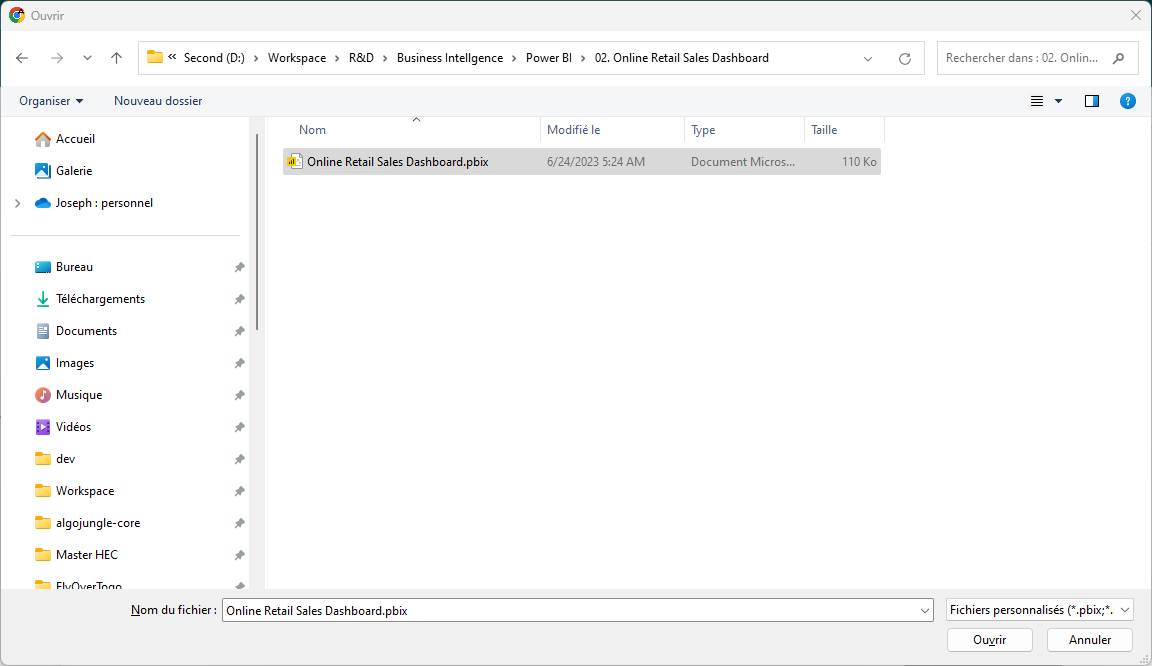 Ouvrir
« Second (D:) > Workspace > R&D > Business Intellgence > Power BI > 02. Online Retail Sales Dashboard
Rechercher dans : 02. Onlin...
Organiser Nouveau dossier
?
Accueil
Galerie
Joseph : personnel
Bureau
Téléchargements
Documents
Images
Musique
Vidéos
dev
Workspace
algojungle-core
Master HEC
FlyOverTogo
Nom Modifié le Type Taille
Online Retail Sales Dashboard.pbix 6/24/2023 5:24 AM Document Micros... 110 Ko
Nom du fichier : Online Retail Sales Dashboard.pbix Fichiers personnalisés (*.pbix;*.
Ouvrir Annuler